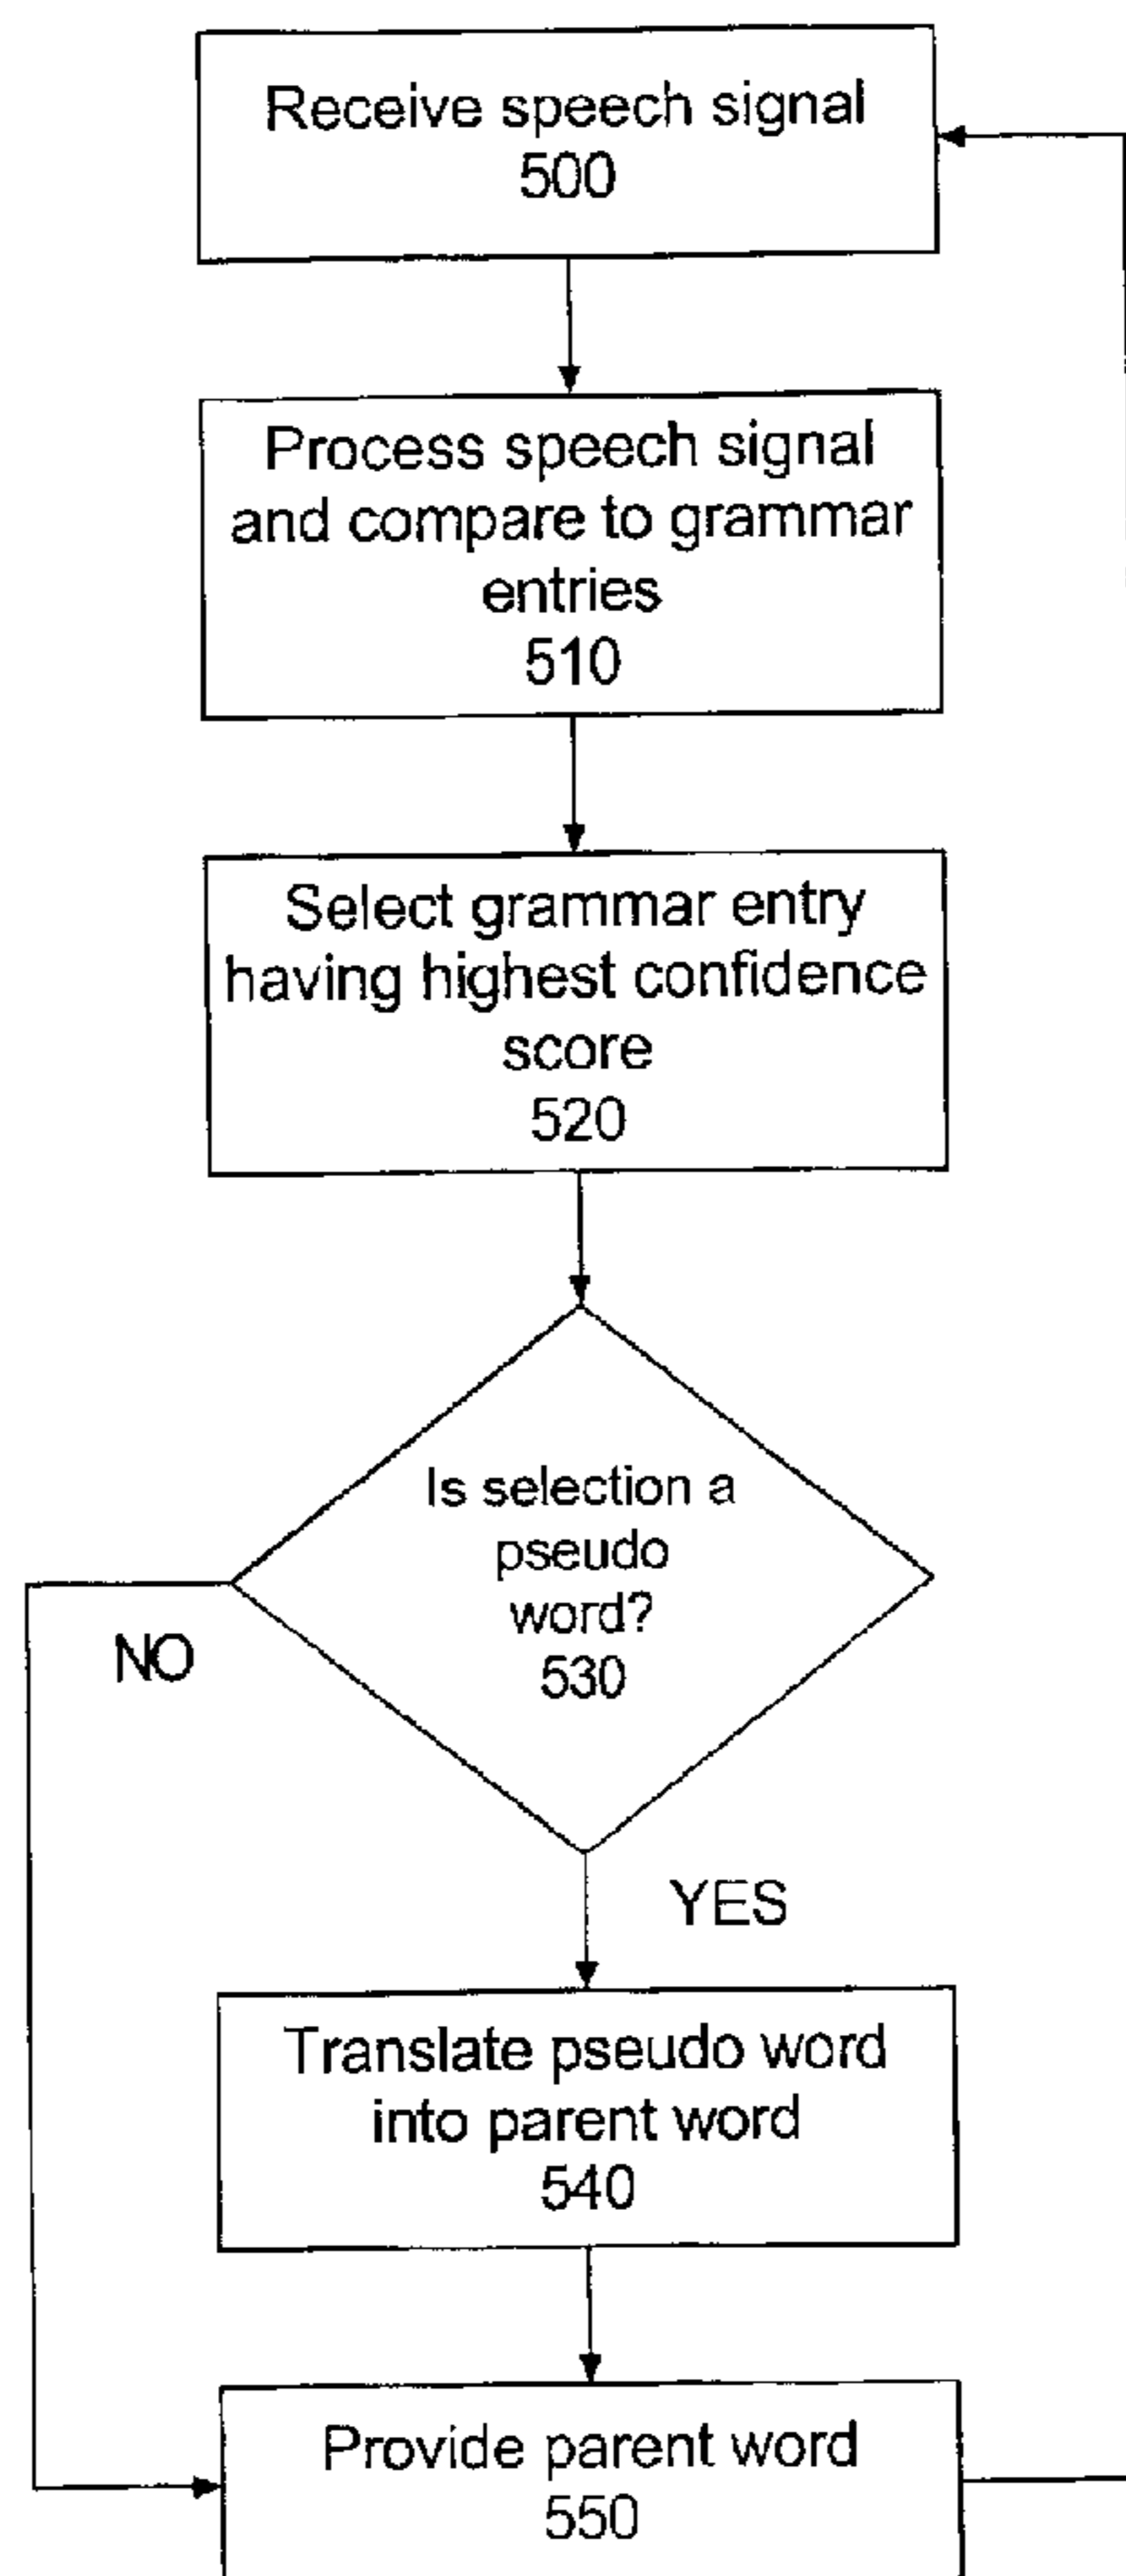 Receive speech signal
500
Process speech signal
and compare to grammar
entries
510
Select grammar entry
having highest confidence
score
520
Is selection a
pseudo
word?
530
NO
YES
Translate pseudo word
into parent word
540
Provide parent word
550